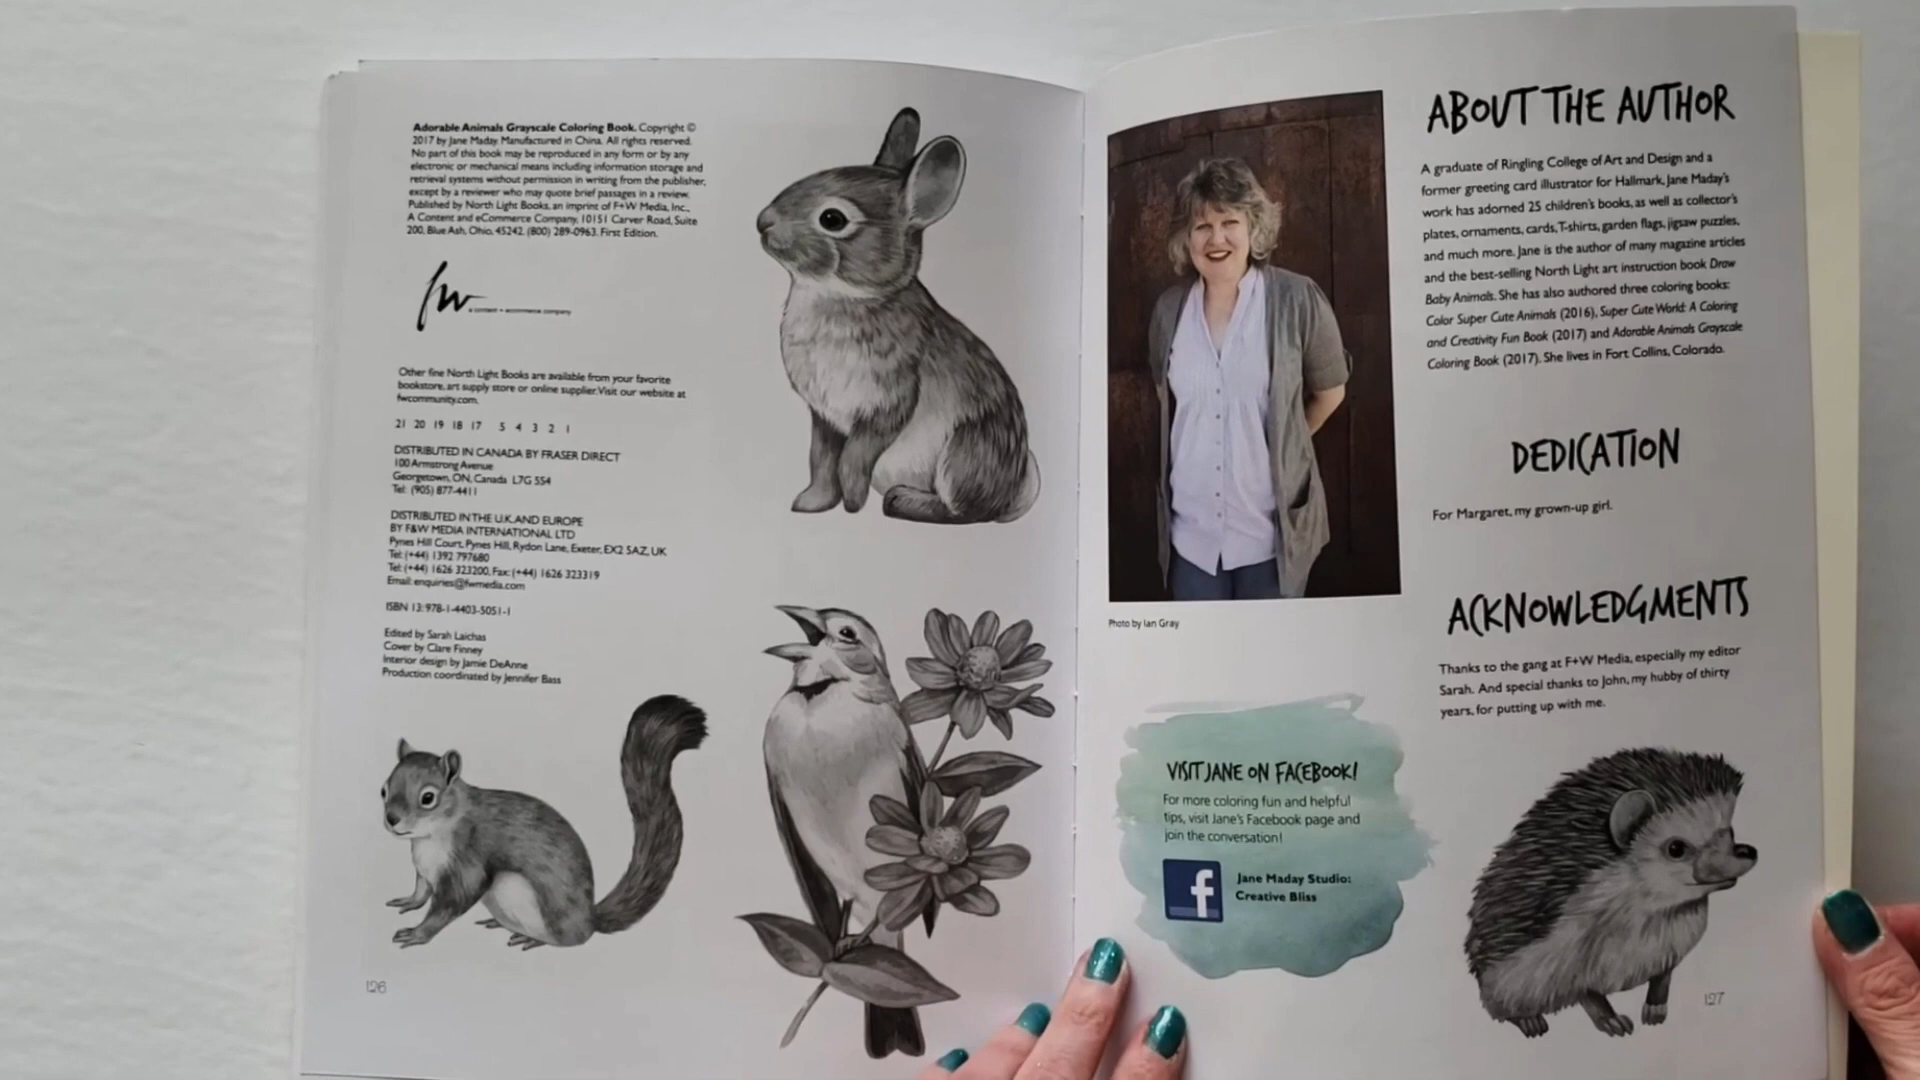 Adorable Animals Grayscale Coloring Book. Copyright ©
2017 by Jane Maday. Manufactured in China. All rights reserved.
No part of this book may be reproduced in any form or by any
electronic or mechanical means including information storage and
retrieval systems without permission in writing from the publisher,
except by a reviewer who may quote brief passages in a review.
Published by North Light Books, an imprint of F+W Media, Inc.,
A Content and eCommerce Company, 10151 Carver Road, Suite
200, Blue Ash, Ohio, 45242. (800) 289-0963. First Edition.
fw
a content + ecommerce company
Other fine North Light Books are available from your favorite
bookstore, art supply store or online supplier. Visit our website at
fwcommunity.com.
21 20 19 18 17 5 4 3 2 1
DISTRIBUTED IN CANADA BY FRASER DIRECT
100 Armstrong Avenue
Georgetown, ON, Canada L7G 5S4
Tel: (905) 877-4411
DISTRIBUTED IN THE U.K. AND EUROPE
BY F&W MEDIA INTERNATIONAL LTD
Pynes Hill Court, Pynes Hill, Rydon Lane, Exeter, EX2 5AZ, UK
Tel: (+44) 1392 797680
Tel: (+44) 1626 323200, Fax: (+44) 1626 323319
Email: enquiries@fwmedia.com
ISBN 13: 978-1-4403-5051-1
Edited by Sarah Laichas
Cover by Clare Finney
Interior design by Jamie DeAnne
Production coordinated by Jennifer Bass
126
Photo by Ian Gray
VISIT JANE ON FACEBOOK!
For more coloring fun and helpful
tips, visit Jane's Facebook page and
join the conversation!
f
Jane Maday Studio:
Creative Bliss
ABOUT THE AUTHOR
A graduate of Ringling College of Art and Design and a
former greeting card illustrator for Hallmark, Jane Maday's
work has adorned 25 children's books, as well as collector's
plates, ornaments, cards, T-shirts, garden flags, jigsaw puzzles,
and much more. Jane is the author of many magazine articles
and the best-selling North Light art instruction book Draw
Baby Animals. She has also authored three coloring books:
Color Super Cute Animals (2016), Super Cute World: A Coloring
and Creativity Fun Book (2017) and Adorable Animals Grayscale
Coloring Book (2017). She lives in Fort Collins, Colorado.
DEDICATION
For Margaret, my grown-up girl.
ACKNOWLEDGMENTS
Thanks to the gang at F+W Media, especially my editor
Sarah. And special thanks to John, my hubby of thirty
years, for putting up with me.
127